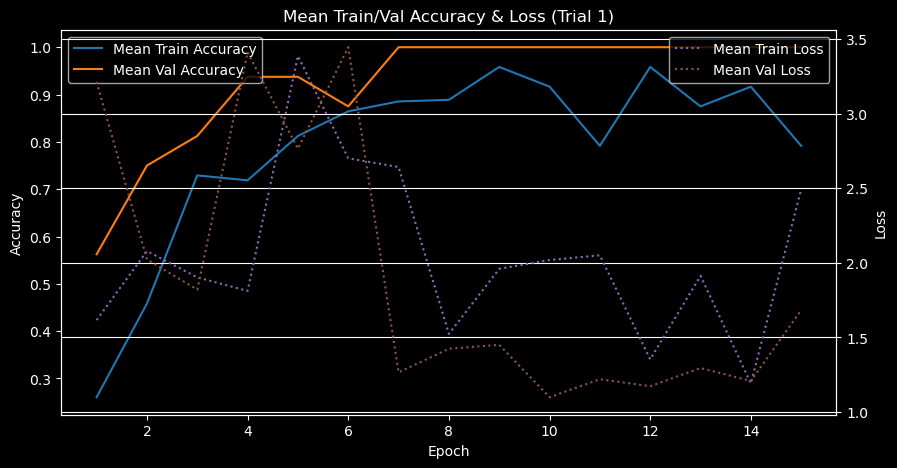 Mean Train/Val Accuracy & Loss (Trial 1)
Mean Train Accuracy
Mean Val Accuracy
Mean Train Loss
Mean Val Loss
1.0
0.9
0.8
0.7
0.6
0.5
0.4
0.3
Accuracy
3.5
3.0
2.5
2.0
1.5
1.0
Loss
2 4 6 8 10 12 14
Epoch